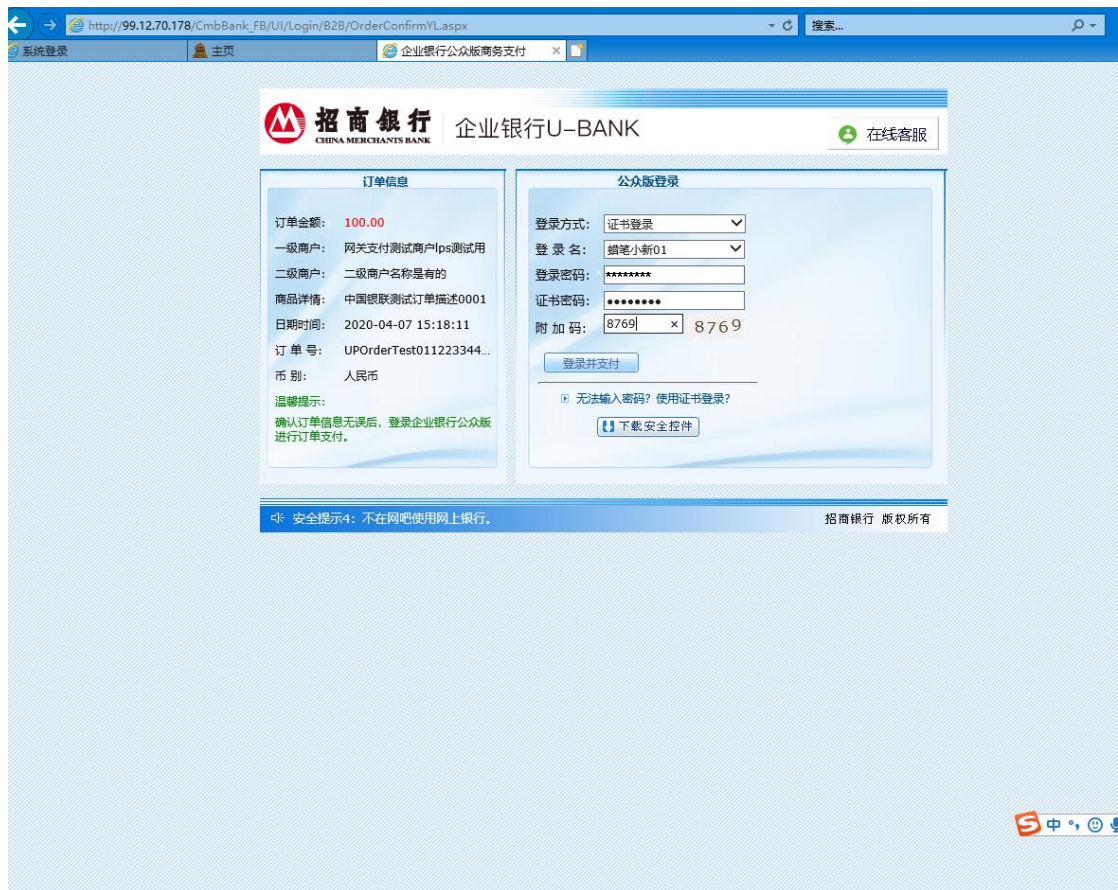 http://99.12.70.178/CmbBank_FB/UI/Login/B2B/OrderConfirmYL.aspx
搜索...
系统登录
主页
企业银行公众版商务支付
招商银行
CHINA MERCHANTS BANK
企业银行U-BANK
在线客服
订单信息
订单金额: 100.00
一级商户: 网关支付测试商户lps测试用
二级商户: 二级商户名称是有的
商品详情: 中国银联测试订单描述0001
日期时间: 2020-04-07 15:18:11
订 单 号: UPOrderTest011223344...
币 别: 人民币
温馨提示:
确认订单信息无误后，登录企业银行公众版
进行订单支付。
公众版登录
登录方式: 证书登录
登 录 名: 蜡笔小新01
登录密码: ********
证书密码: ●●●●●●●●
附 加 码: 8769 × 8769
登录并支付
无法输入密码? 使用证书登录?
下载安全控件
安全提示4: 不在网吧使用网上银行。
招商银行 版权所有
S 中